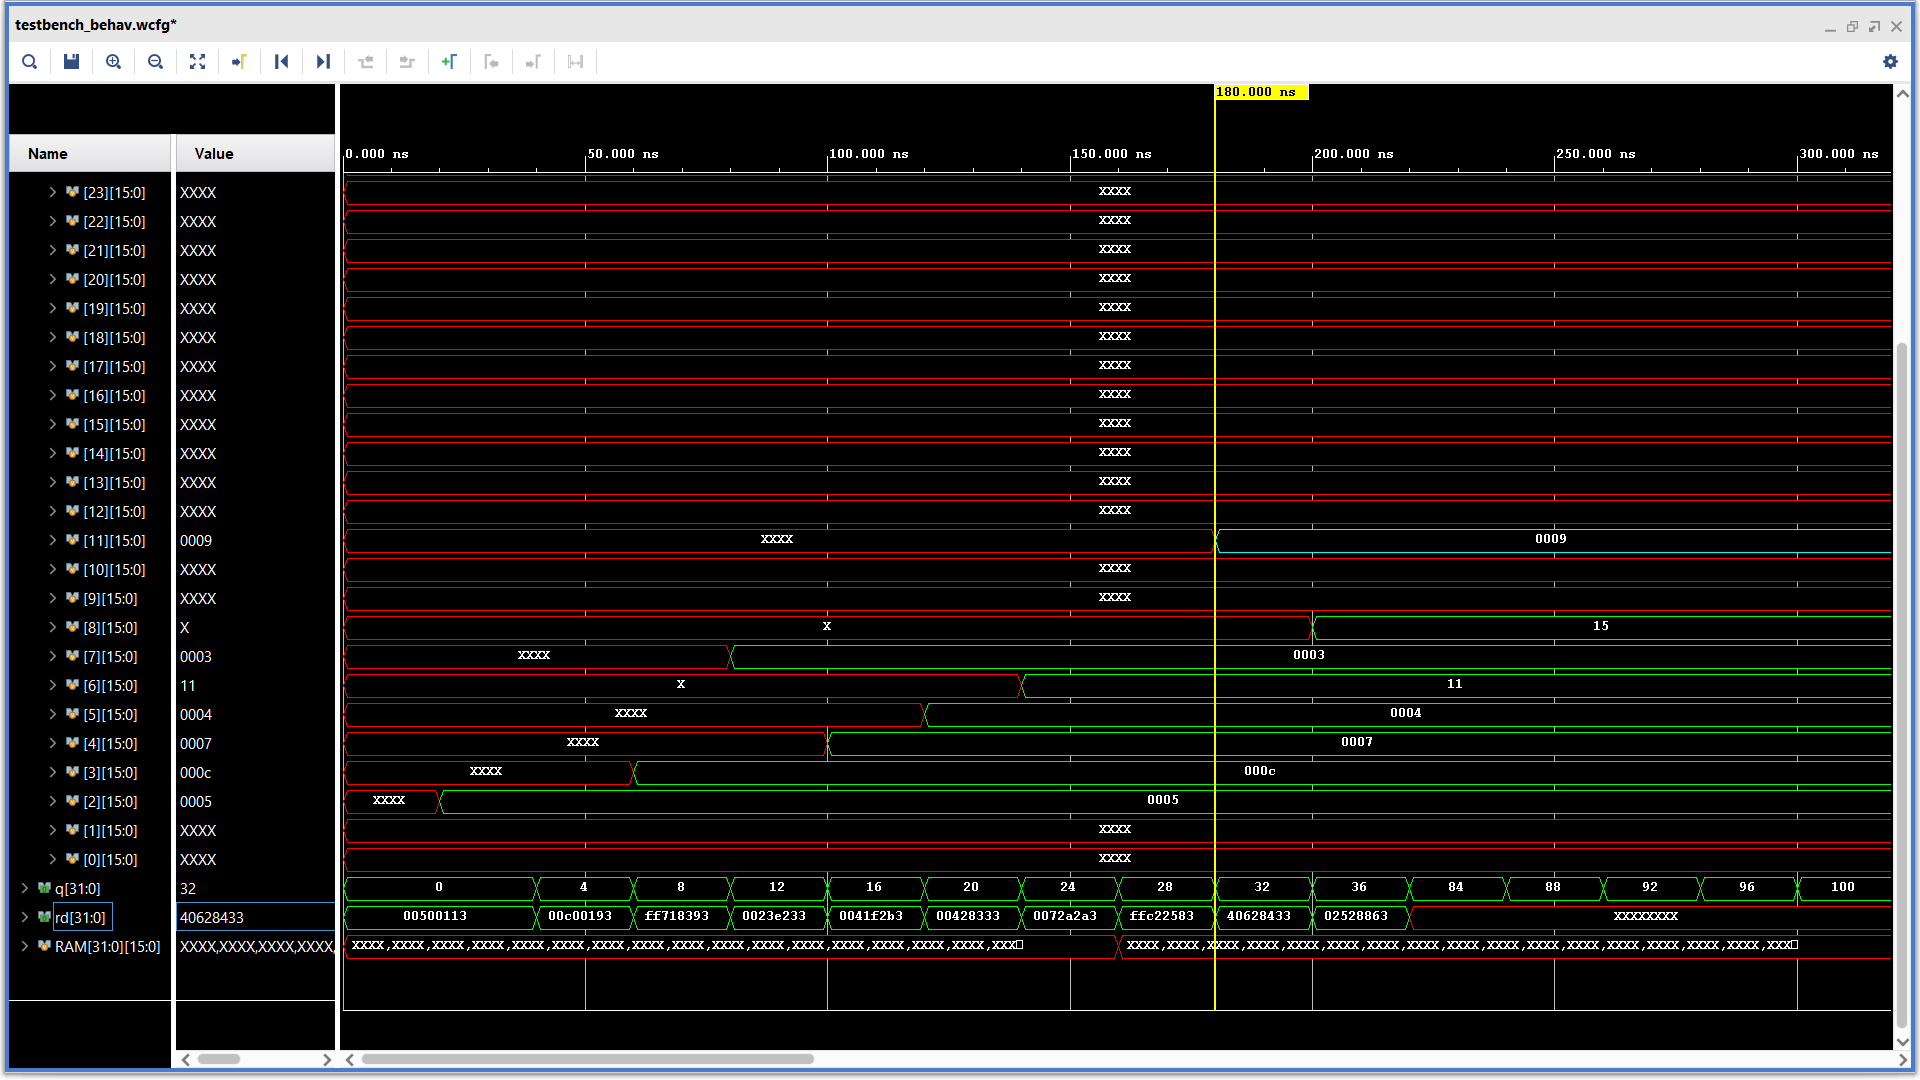 testbench_behav.wcfg*
180.000 ns
Name Value 0.000 ns 50.000 ns 100.000 ns 150.000 ns 200.000 ns 250.000 ns 300.000 ns
[23][15:0] XXXX XXXX
[22][15:0] XXXX XXXX
[21][15:0] XXXX XXXX
[20][15:0] XXXX XXXX
[19][15:0] XXXX XXXX
[18][15:0] XXXX XXXX
[17][15:0] XXXX XXXX
[16][15:0] XXXX XXXX
[15][15:0] XXXX XXXX
[14][15:0] XXXX XXXX
[13][15:0] XXXX XXXX
[12][15:0] XXXX XXXX
[11][15:0] 0009 XXXX 0009
[10][15:0] XXXX XXXX
[9][15:0] XXXX XXXX
[8][15:0] X X 15
[7][15:0] 0003 XXXX 0003
[6][15:0] 11 X 11
[5][15:0] 0004 XXXX 0004
[4][15:0] 0007 XXXX 0007
[3][15:0] 000c XXXX 000c
[2][15:0] 0005 XXXX 0005
[1][15:0] XXXX XXXX
[0][15:0] XXXX XXXX
q[31:0] 32 0 4 8 12 16 20 24 28 32 36 84 88 92 96 100
rd[31:0] 40628433 00500113 00c00193 ff718393 0023e233 0041f2b3 00428333 0072a2a3 ffc22583 40628433 02528863 XXXXXXXX
RAM[31:0][15:0] XXXX,XXXX,XXXX,XXXX, XXXX,XXXX,XXXX,XXXX,XXXX,XXXX,XXXX,XXXX,XXXX,XXXX,XXXX,XXXX,XXXX,XXXX,XXXX,XXXX,XXX XXXX,XXXX,XXXX,XXXX,XXXX,XXXX,XXXX,XXXX,XXXX,XXXX,XXXX,XXXX,XXXX,XXXX,XXXX,XXXX,XXX